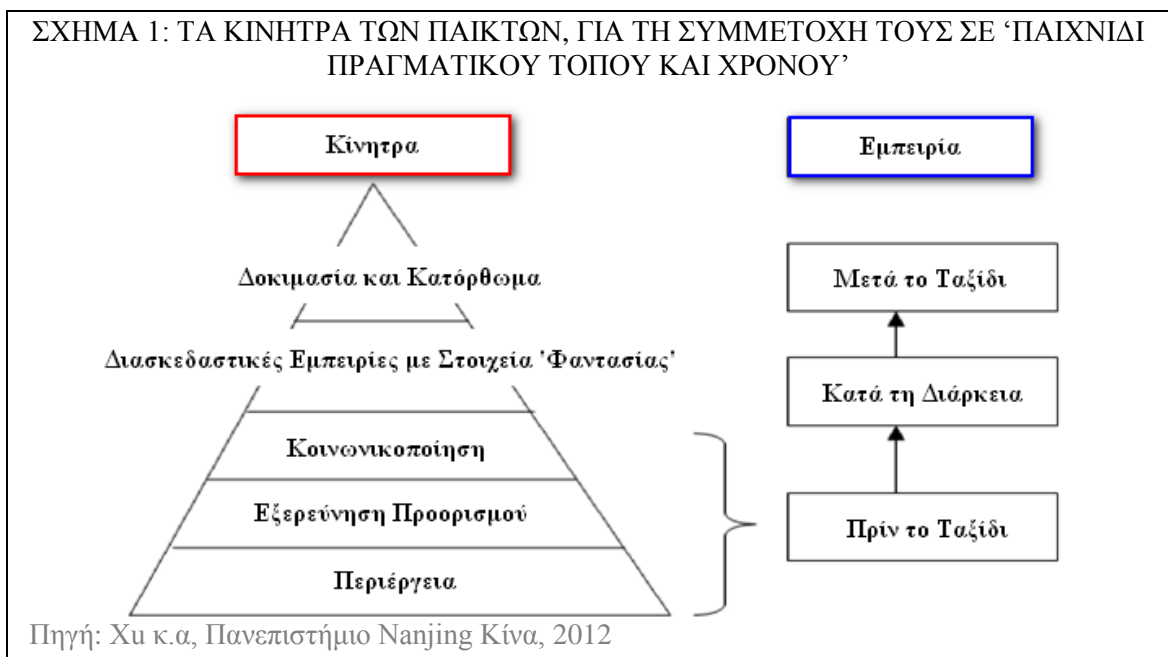 ΣΧΗΜΑ 1: ΤΑ ΚΙΝΗΤΡΑ ΤΩΝ ΠΑΙΚΤΩΝ, ΓΙΑ ΤΗ ΣΥΜΜΕΤΟΧΗ ΤΟΥΣ ΣΕ ‘ΠΑΙΧΝΙΔΙ
ΠΡΑΓΜΑΤΙΚΟΥ ΤΟΠΟΥ ΚΑΙ ΧΡΟΝΟΥ’
Κίνητρα
Δοκιμασία και Κατόρθωμα
Διασκεδαστικές Εμπειρίες με Στοιχεία 'Φαντασίας'
Κοινωνικοποίηση
Εξερεύνηση Προορισμού
Περιέργεια
Εμπειρία
Μετά το Ταξίδι
Κατά τη Διάρκεια
Πρίν το Ταξίδι
Πηγή: Xu κ.α, Πανεπιστήμιο Nanjing Κίνα, 2012